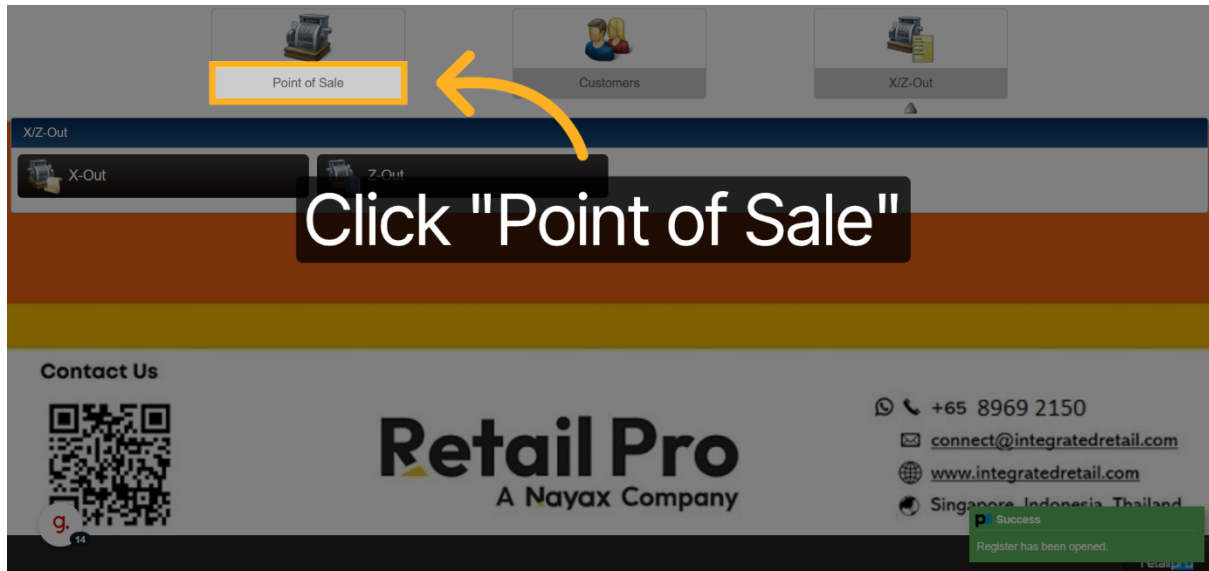 Point of Sale
Customers
X/Z-Out
X/Z-Out
X-Out
Z-Out
Click "Point of Sale"
Contact Us
Retail Pro
A Nayax Company
+65 8969 2150
connect@integratedretail.com
www.integratedretail.com
Singapore, Indonesia, Thailand
g.
14
Success
Register has been opened.
retailpro